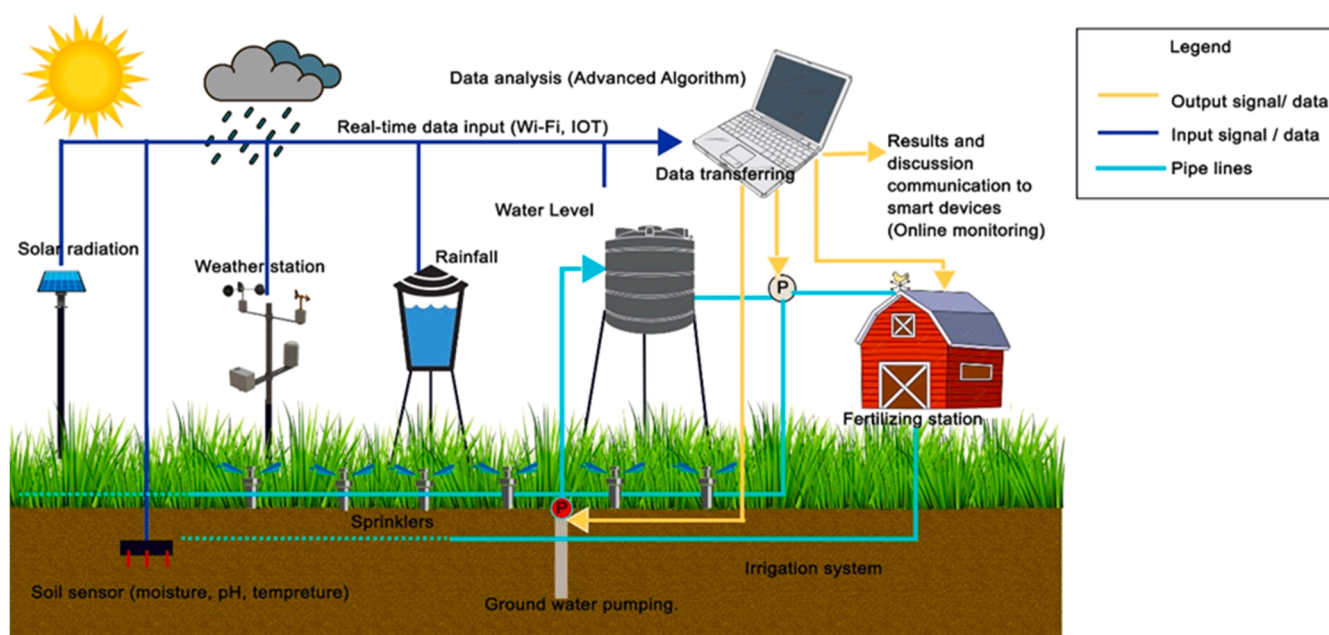 Legend
Output signal/ data
Input signal / data
Pipe lines
Data analysis (Advanced Algorithm)
Real-time data input (Wi-Fi, IOT)
Data transferring
Results and
discussion
communication to
smart devices
(Online monitoring)
Water Level
Solar radiation
Weather station
Rainfall
P
Fertilizing station
P
Sprinklers
Irrigation system
Soil sensor (moisture, pH, tempreture)
Ground water pumping.